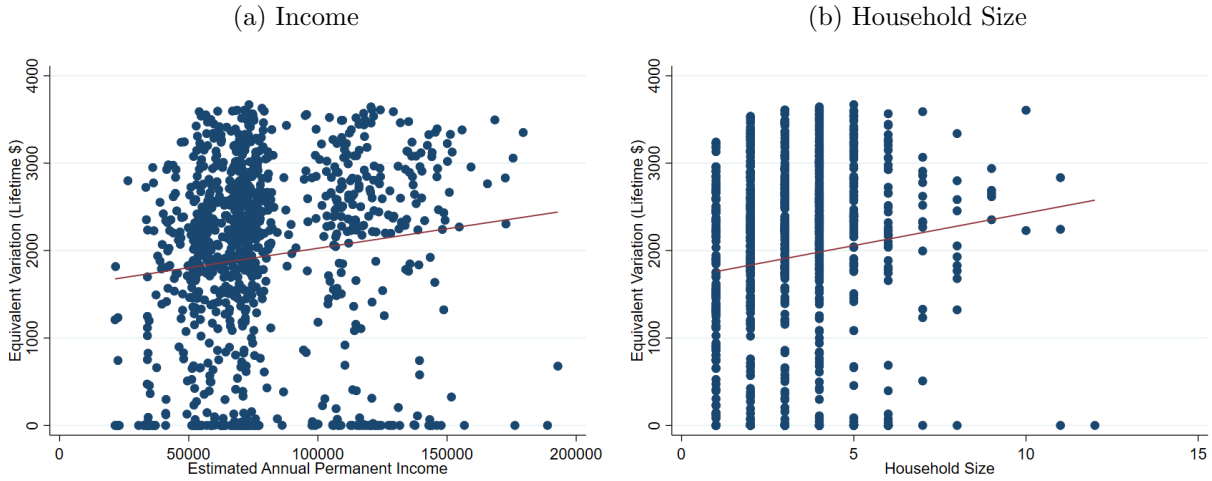 (a) Income
Equivalent Variation (Lifetime $)
4000
3000
2000
1000
0
0 50000 100000 150000 200000
Estimated Annual Permanent Income
(b) Household Size
Equivalent Variation (Lifetime $)
4000
3000
2000
1000
0
0 5 10 15
Household Size